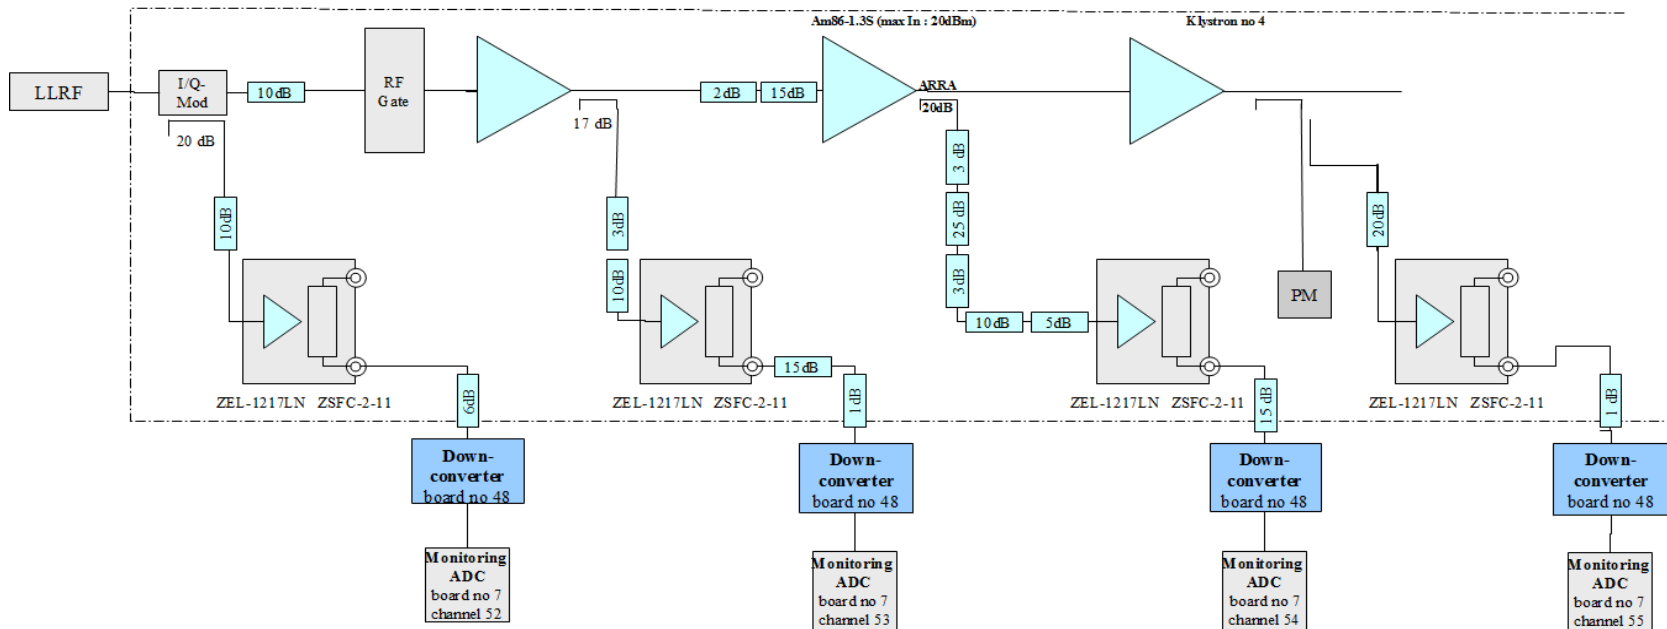 Am86-1.3S (max In : 20dBm)
Klystron no 4
LLRF
I/Q-
Mod
10dB
RF
Gate
2dB
15dB
ARRA
20dB
20 dB
17 dB
10dB
3dB
10dB
3 dB
25 dB
3dB
10dB
5dB
20dB
PM
15dB
6dB
1dB
15 dB
1 dB
ZEL-1217LN
ZSFC-2-11
ZEL-1217LN
ZSFC-2-11
ZEL-1217LN
ZSFC-2-11
ZEL-1217LN
ZSFC-2-11
Down-
converter
board no 48
Down-
converter
board no 48
Down-
converter
board no 48
Down-
converter
board no 48
Monitoring
ADC
board no 7
channel 52
Monitoring
ADC
board no 7
channel 53
Monitoring
ADC
board no 7
channel 54
Monitoring
ADC
board no 7
channel 55